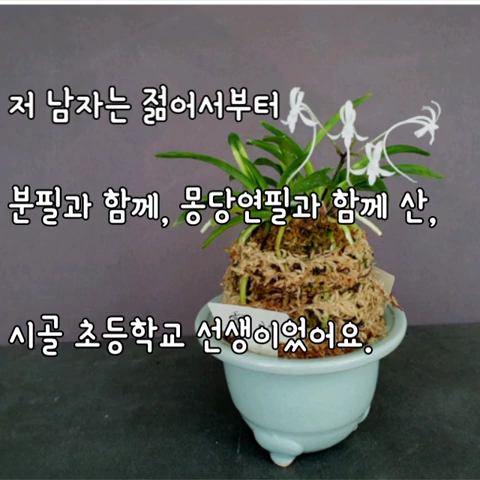 저 남자는 젊어서부터
분필과 함께, 몽당연필과 함께 산,
시골 초등학교 선생이었어요.